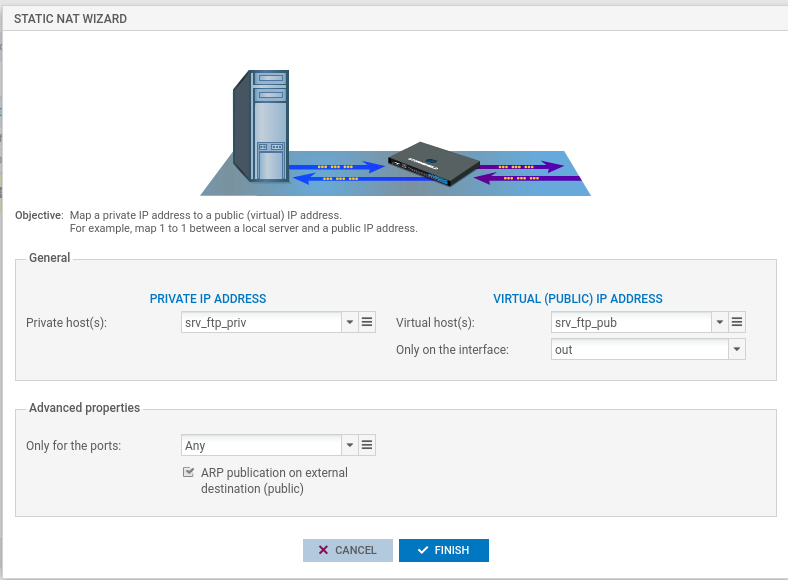 STATIC NAT WIZARD
Objective: Map a private IP address to a public (virtual) IP address.
For example, map 1 to 1 between a local server and a public IP address.
General
PRIVATE IP ADDRESS
VIRTUAL (PUBLIC) IP ADDRESS
Private host(s):
srv_ftp_priv
Virtual host(s):
srv_ftp_pub
Only on the interface:
out
Advanced properties
Only for the ports:
Any
ARP publication on external
destination (public)
CANCEL
FINISH